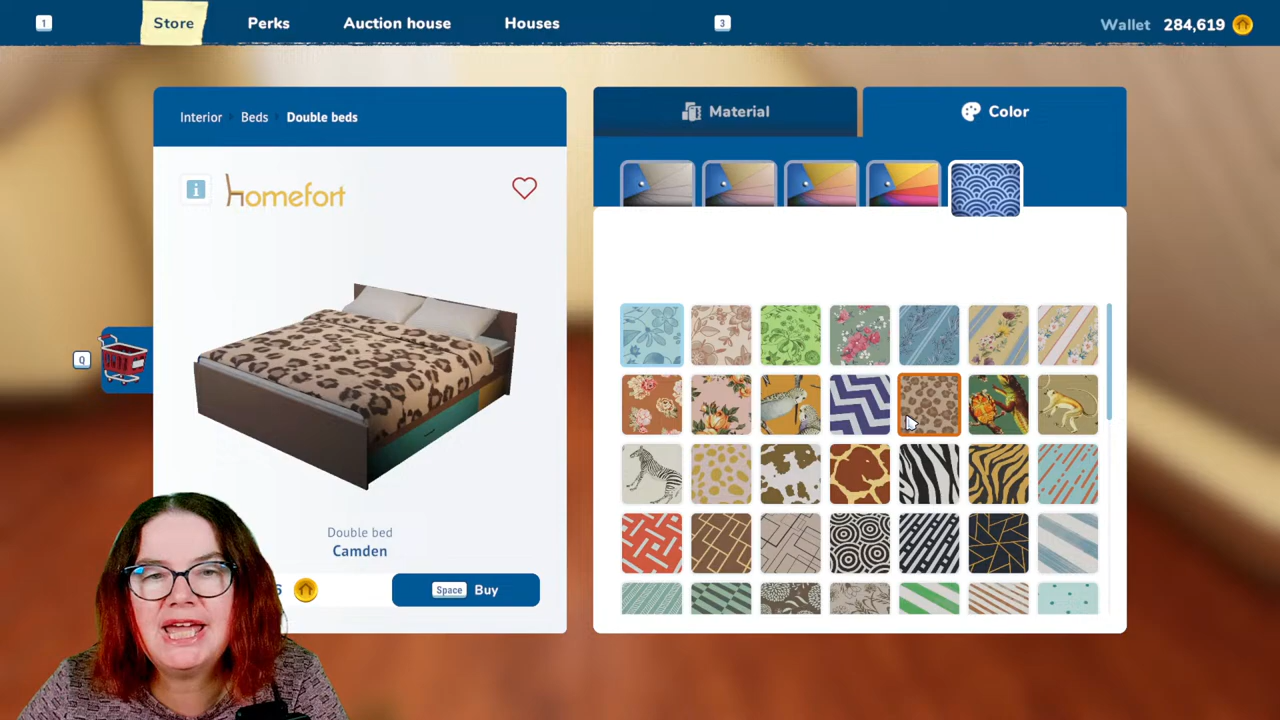 1
Store
Perks
Auction house
Houses
3
Wallet 284,619
Interior Beds Double beds
Material
Color
i
homefort
Q
Double bed
Camden
Space Buy